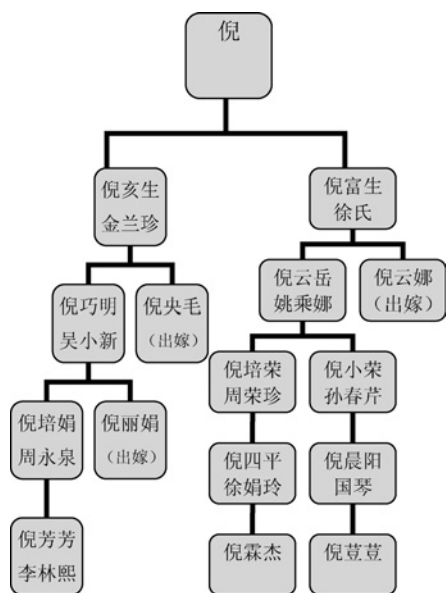 倪
倪亥生
金兰珍
倪富生
徐氏
倪巧明
吴小新
倪央毛
（出嫁）
倪云岳
姚乘娜
倪云娜
（出嫁）
倪培荣
周荣珍
倪小荣
孙春芹
倪培娟
周永泉
倪丽娟
（出嫁）
倪四平
徐娟玲
倪晨阳
国琴
倪芳芳
李林熙
倪霖杰
倪荳荳